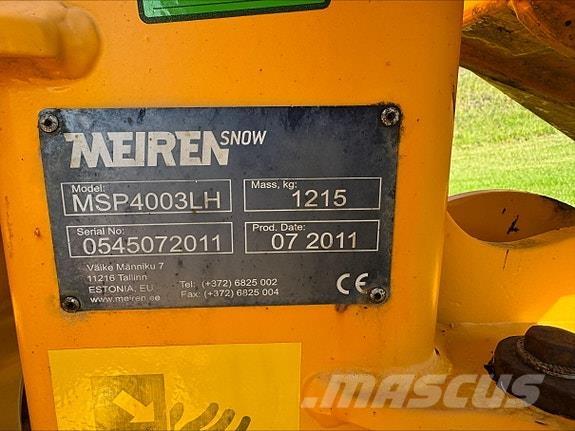 MEIREN SNOW
Model: Mass, kg:
MSP4003LH 1215
Serial No: Prod. Date:
0545072011 07 2011
Väike Männiku 7
11216 Tallinn Tel: (+372) 6825 002
ESTONIA, EU Fax: (+372) 6825 004
www.meiren.ee CE
MASCUS